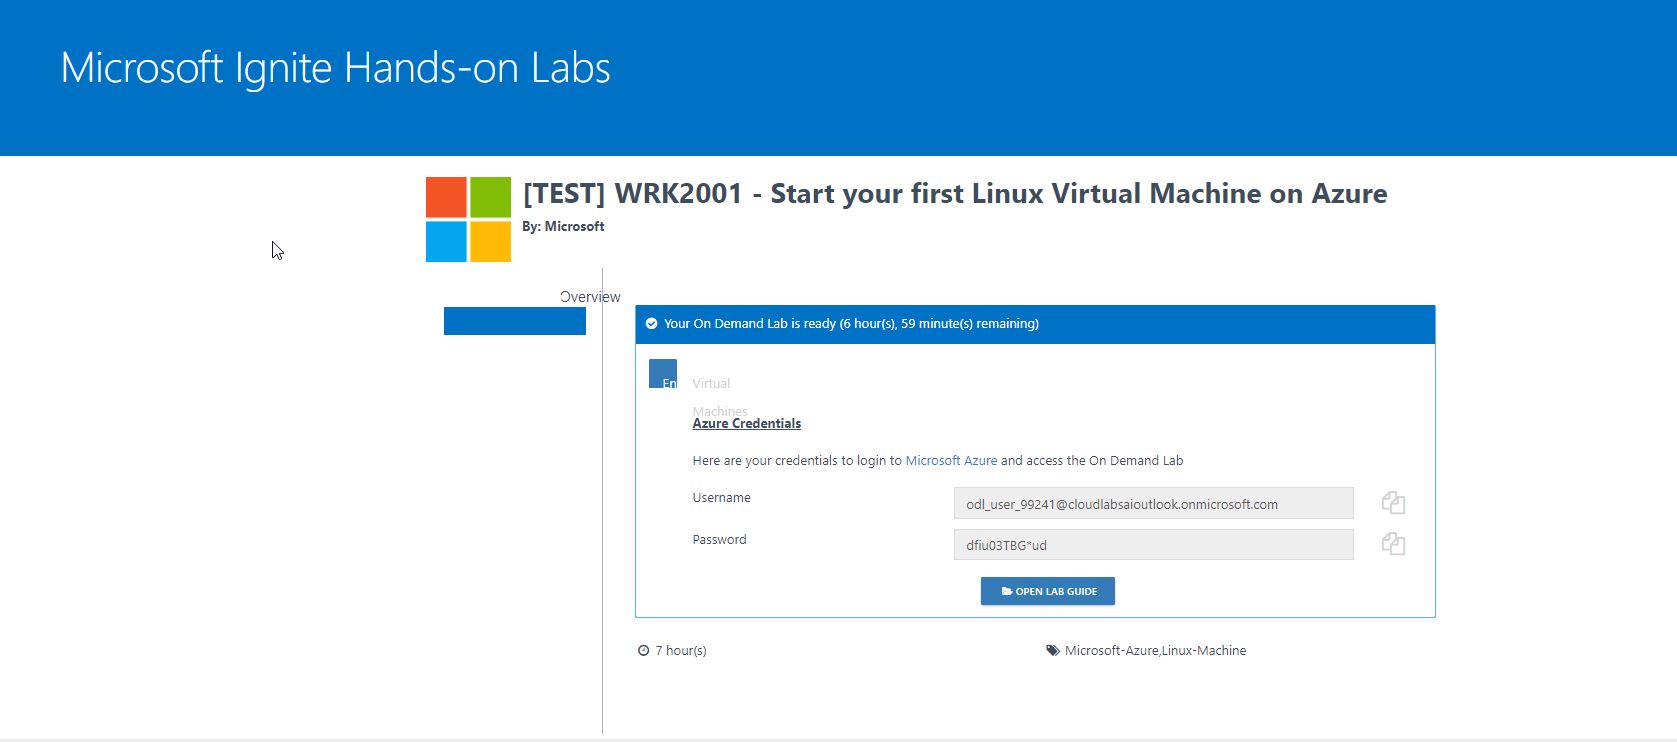 Microsoft Ignite Hands-on Labs
[TEST] WRK2001 - Start your first Linux Virtual Machine on Azure
By: Microsoft
Overview
Your On Demand Lab is ready (6 hour(s), 59 minute(s) remaining)
En Virtual
Machines
Azure Credentials
Here are your credentials to login to Microsoft Azure and access the On Demand Lab
Username odl_user_99241@cloudlabsaioutlook.onmicrosoft.com
Password dfiu03TBG*ud
OPEN LAB GUIDE
7 hour(s) Microsoft-Azure,Linux-Machine